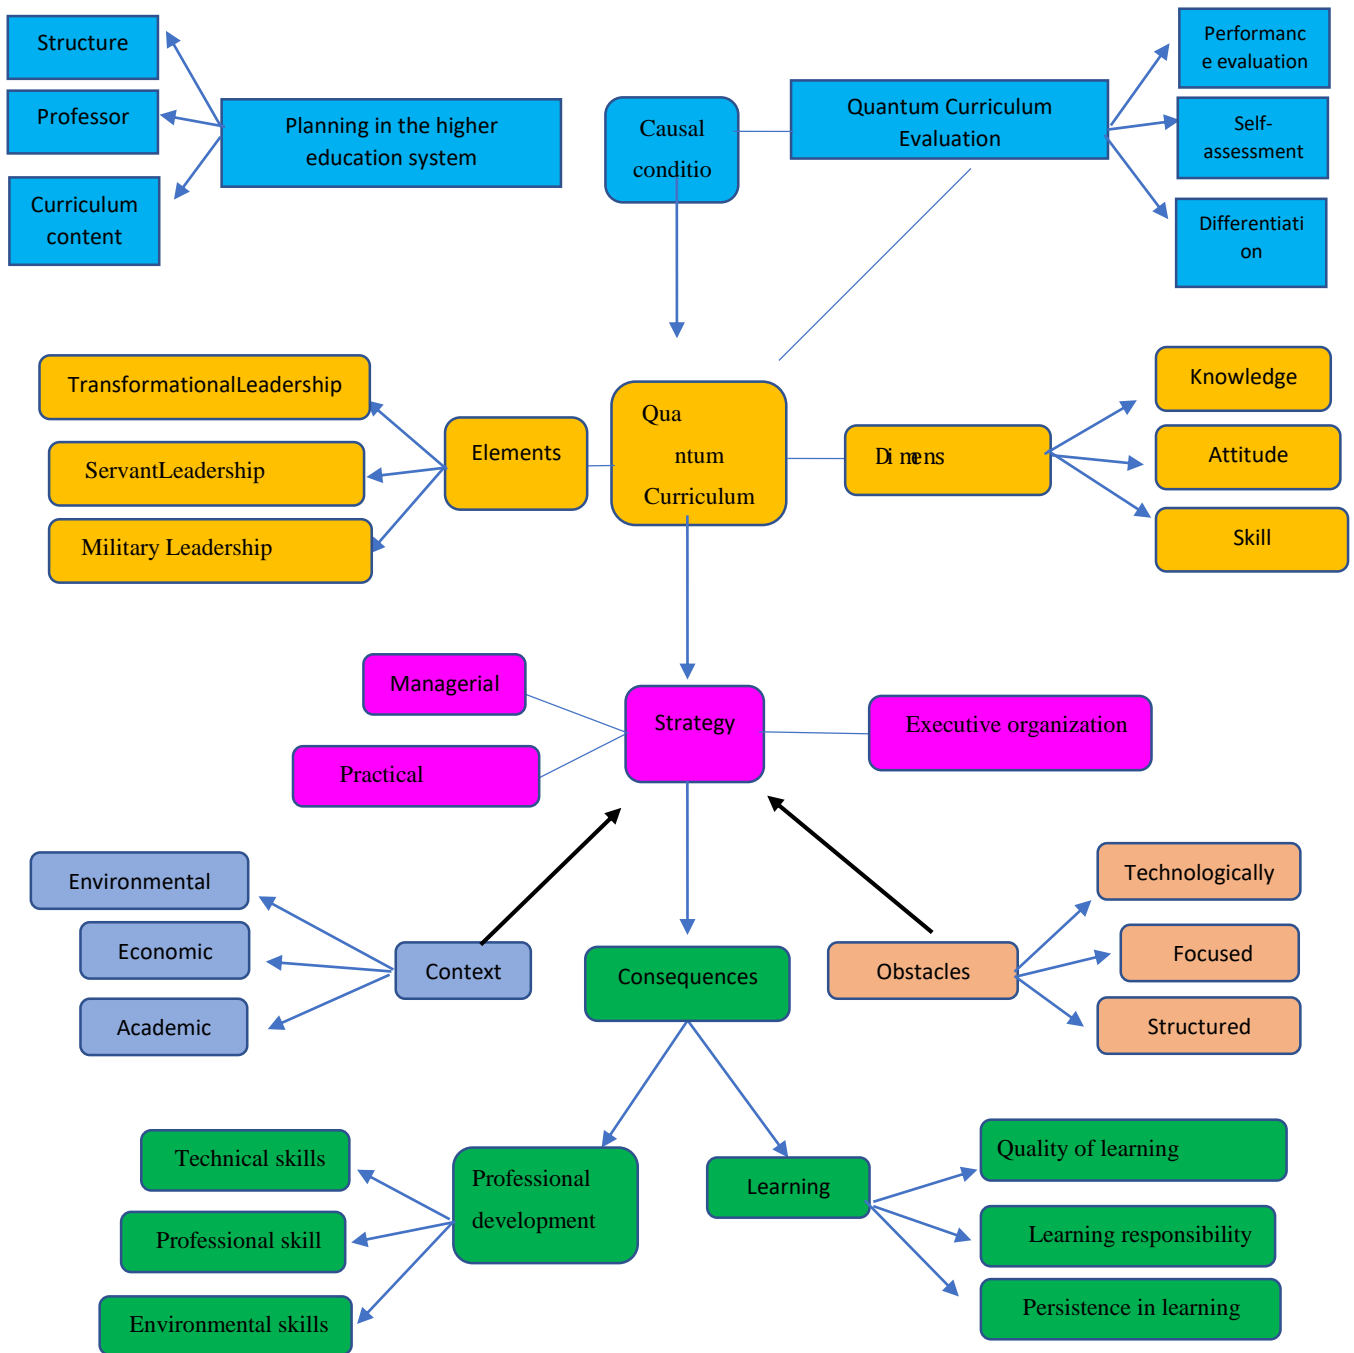 Structure
Professor
Curriculum
content
Planning in the higher
education system
Causal
conditio
Quantum Curriculum
Evaluation
Performanc
e evaluation
Self-
assessment
Differentiati
on
TransformationalLeadership
ServantLeadership
Military Leadership
Elements
Qua
ntum
Curriculum
Dimens
Knowledge
Attitude
Skill
Managerial
Practical
Strategy
Executive organization
Environmental
Economic
Academic
Context
Consequences
Obstacles
Technologically
Focused
Structured
Technical skills
Professional skill
Environmental skills
Professional
development
Learning
Quality of learning
Learning responsibility
Persistence in learning